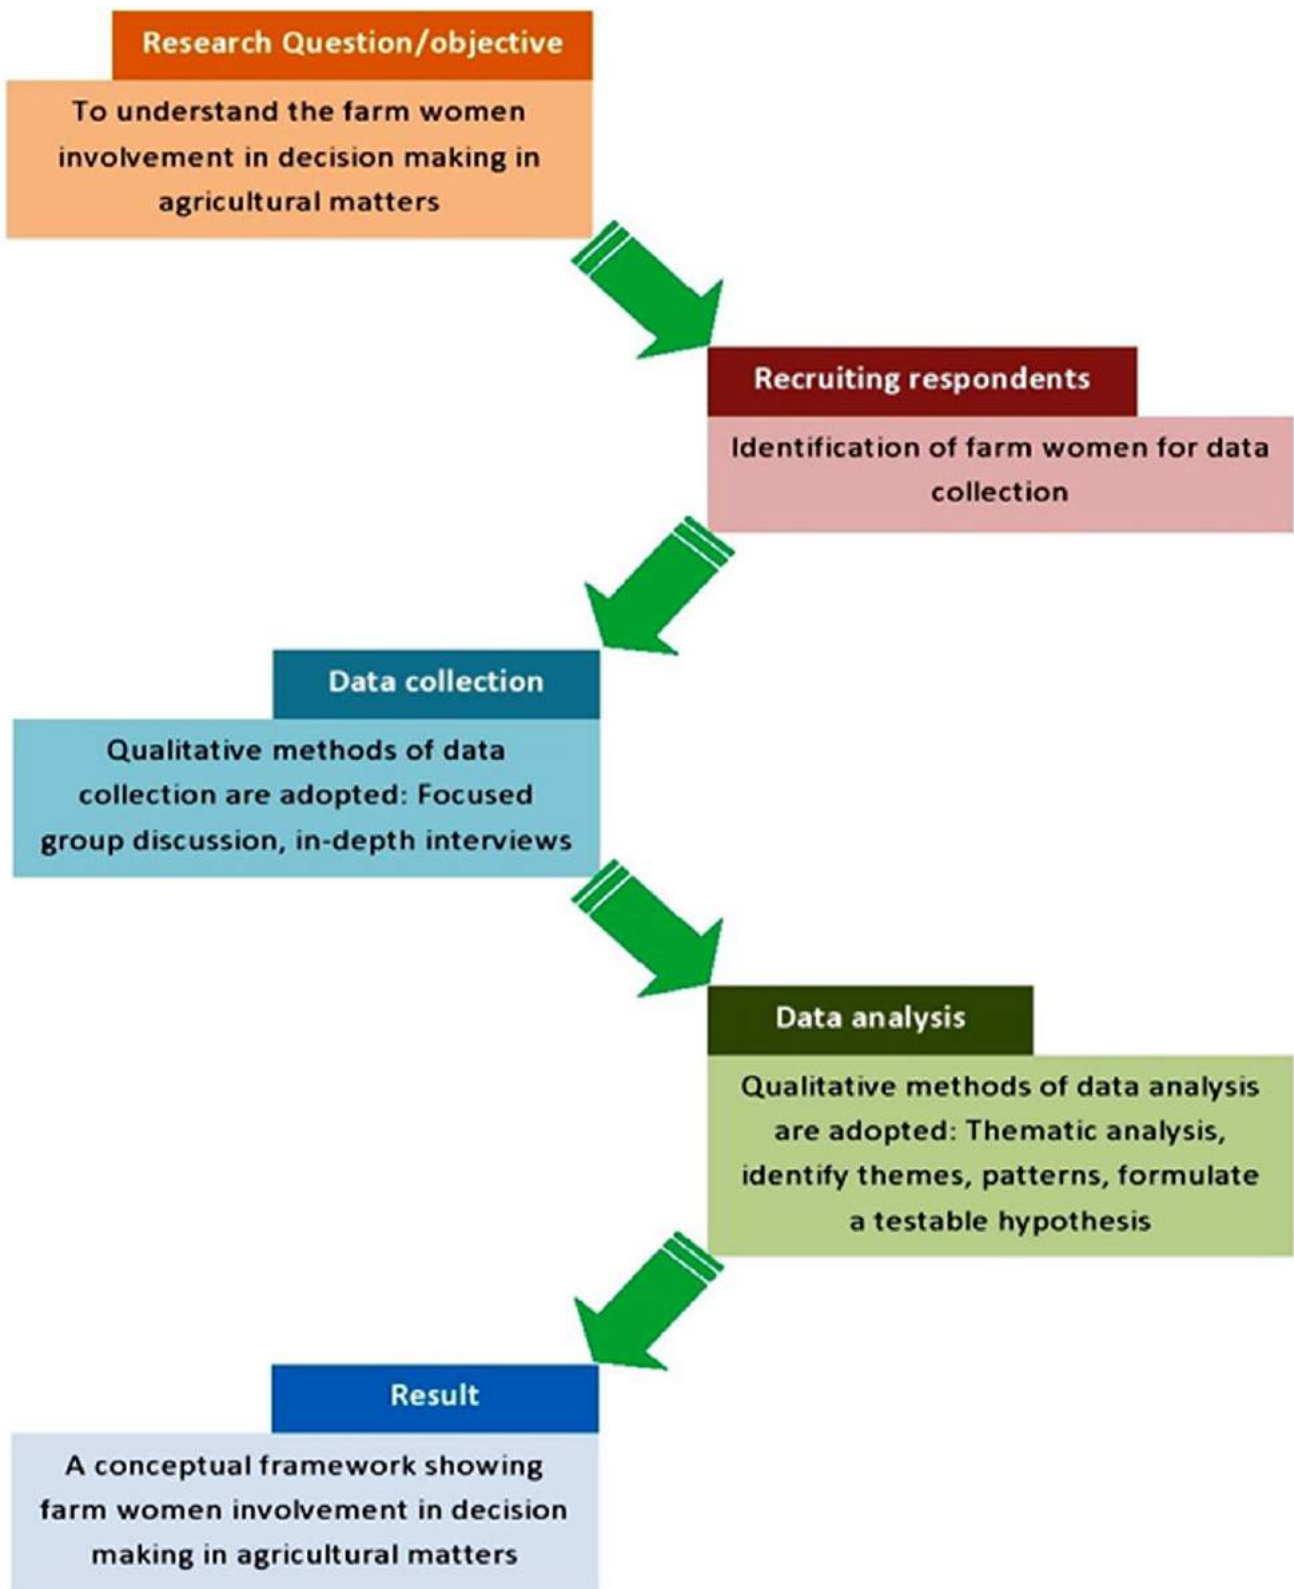 Research Question/objective
To understand the farm women
involvement in decision making in
agricultural matters
Recruiting respondents
Identification of farm women for data
collection
Data collection
Qualitative methods of data
collection are adopted: Focused
group discussion, in-depth interviews
Data analysis
Qualitative methods of data analysis
are adopted: Thematic analysis,
identify themes, patterns, formulate
a testable hypothesis
Result
A conceptual framework showing
farm women involvement in decision
making in agricultural matters